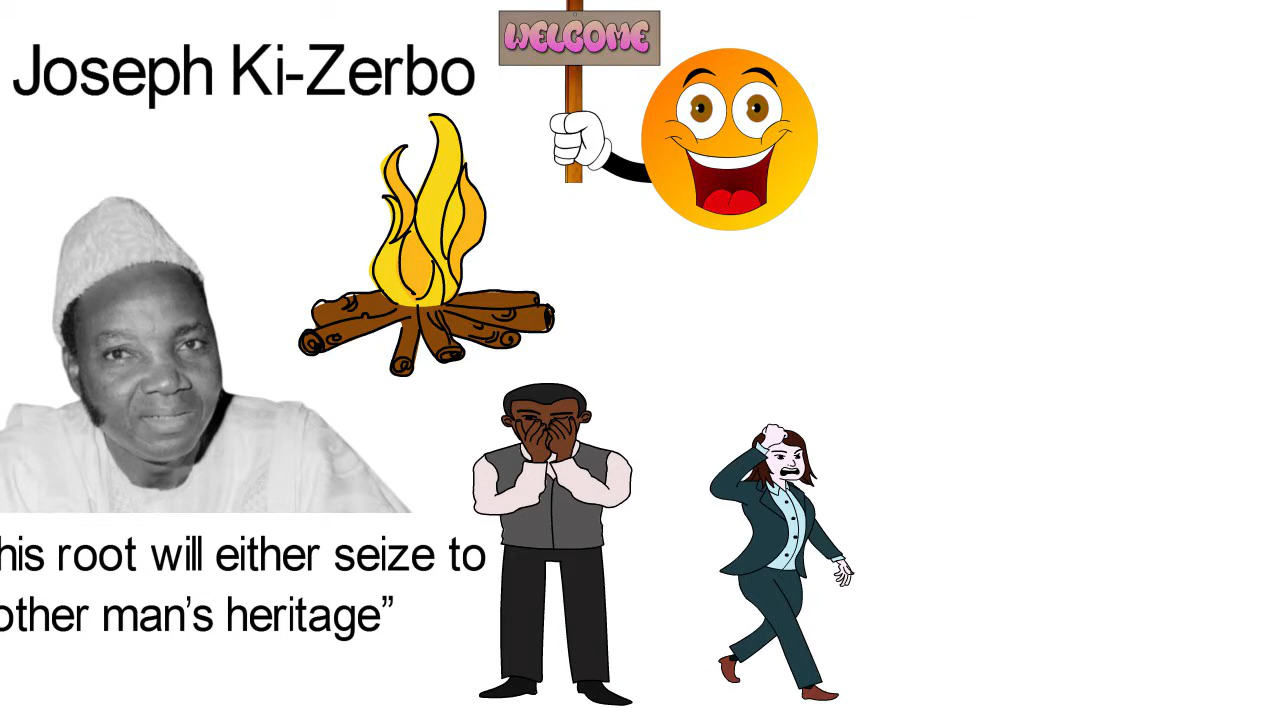 Joseph Ki-Zerbo
WELCOME
his root will either seize to
other man's heritage”